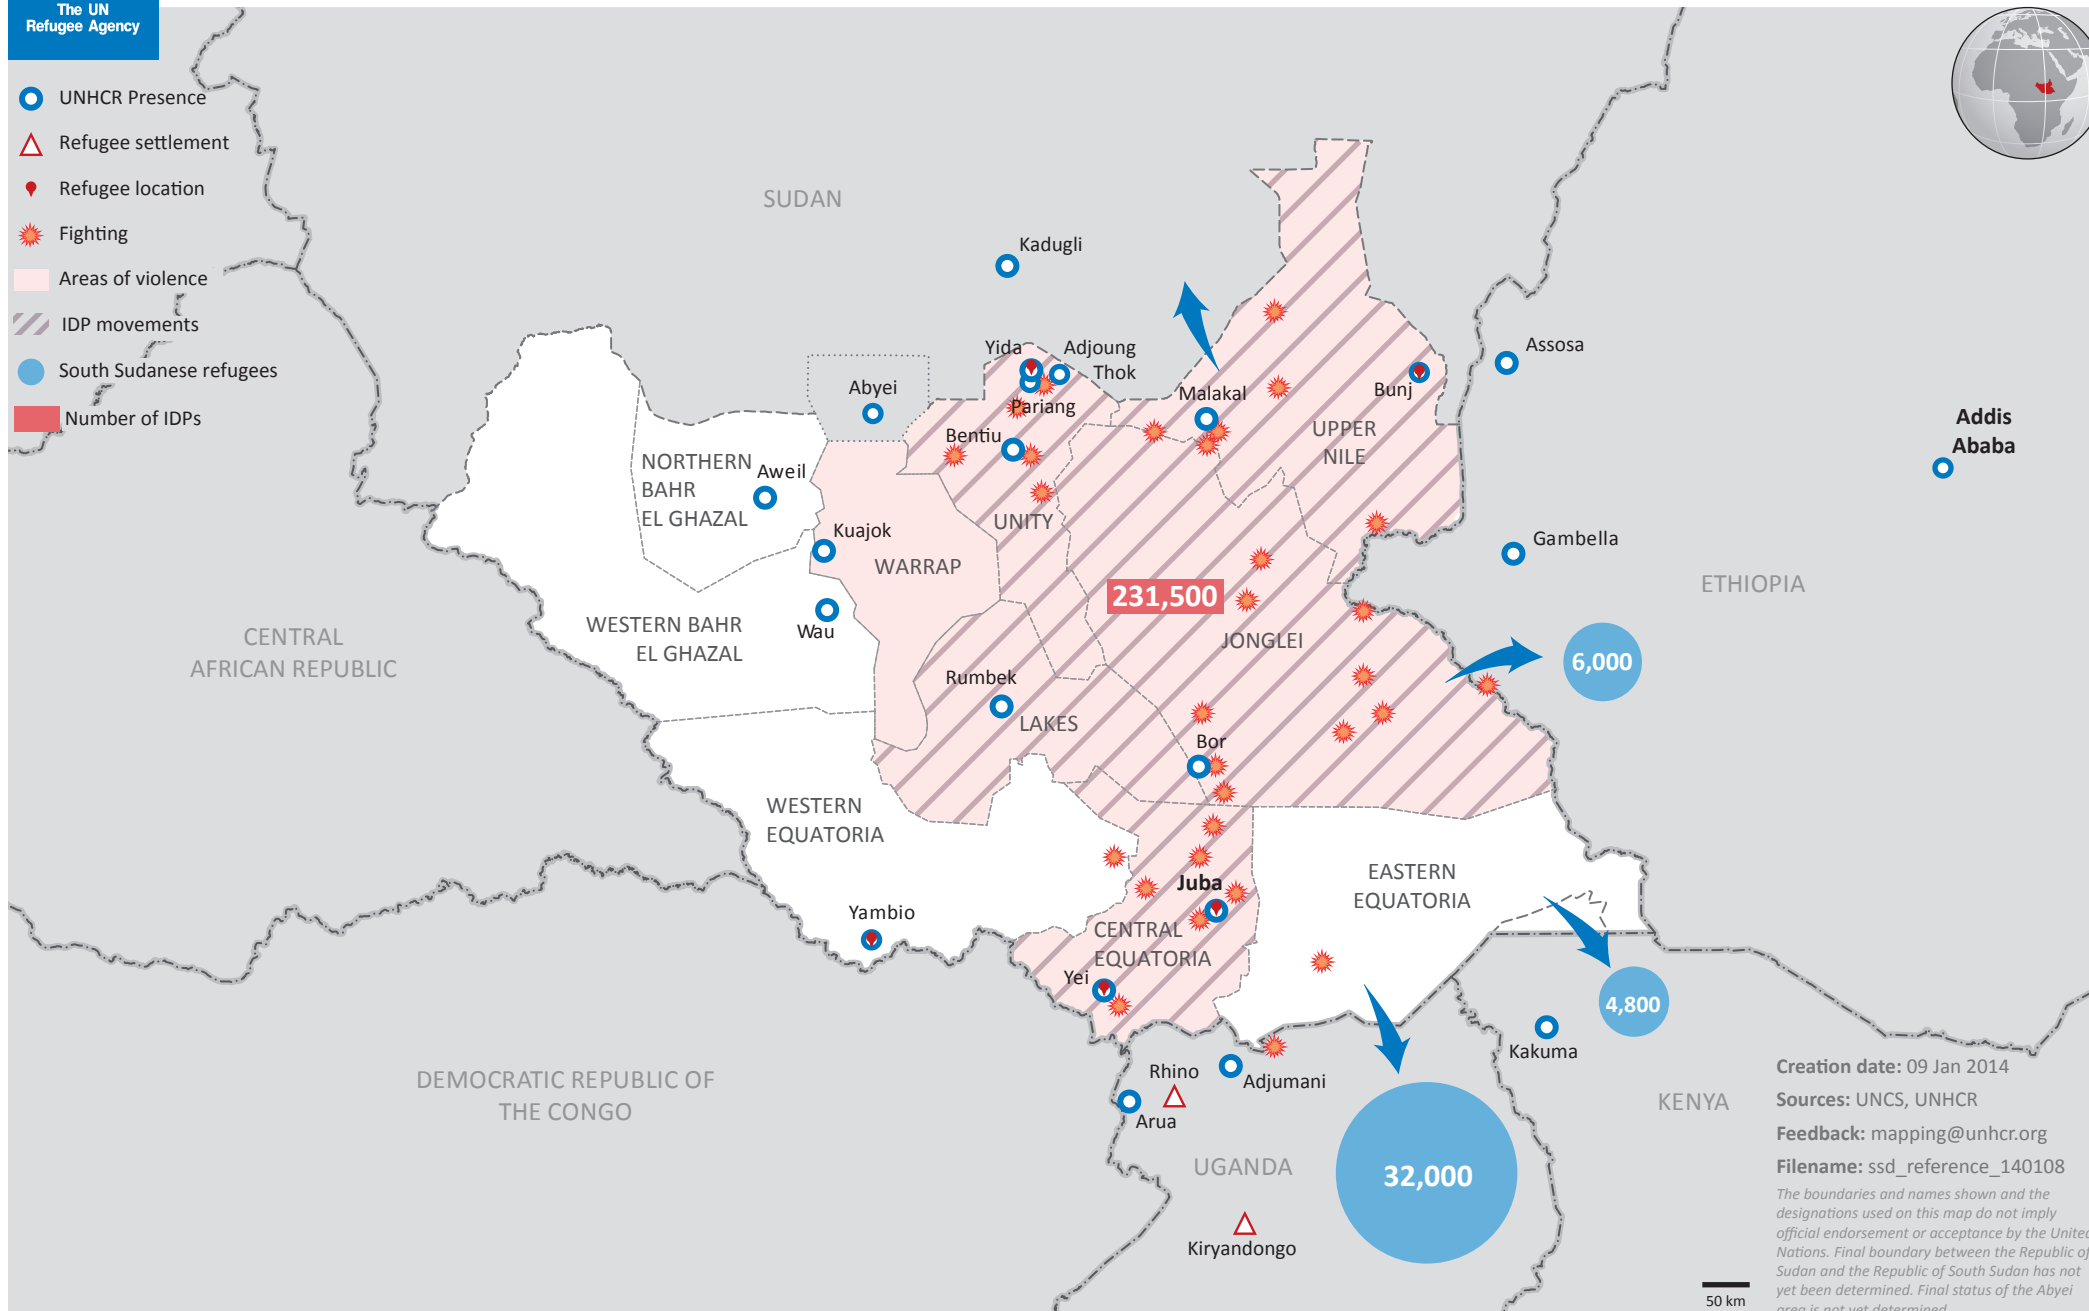 The UN
Refugee Agency
UNHCR Presence
Refugee settlement
Refugee location
Fighting
Areas of violence
IDP movements
South Sudanese refugees
Number of IDPs
SUDAN
Kadugli
Yida
Adjoung
Thok
Abyei
Pariang
Malakal
Bunj
Assosa
Addis
Ababa
Bentiu
UPPER
NILE
NORTHERN
BAHR
EL GHAZAL
Aweil
UNITY
Kuajok
WARRAP
Gambella
ETHIOPIA
231,500
WESTERN BAHR
EL GHAZAL
Wau
CENTRAL
AFRICAN REPUBLIC
JONGLEI
6,000
Rumbek
LAKES
Bor
WESTERN
EQUATORIA
EASTERN
EQUATORIA
Juba
Yambio
CENTRAL
EQUATORIA
Yei
4,800
Kakuma
Rhino
Adjumani
Arua
DEMOCRATIC REPUBLIC OF
THE CONGO
UGANDA
32,000
Kiryandongo
KENYA
Creation date: 09 Jan 2014
Sources: UNCS, UNHCR
Feedback: mapping@unhcr.org
Filename: ssd_reference_140108
The boundaries and names shown and the
designations used on this map do not imply
official endorsement or acceptance by the United
Nations. Final boundary between the Republic of
Sudan and the Republic of South Sudan has not
yet been determined. Final status of the Abyei
area is not yet determined
50 km